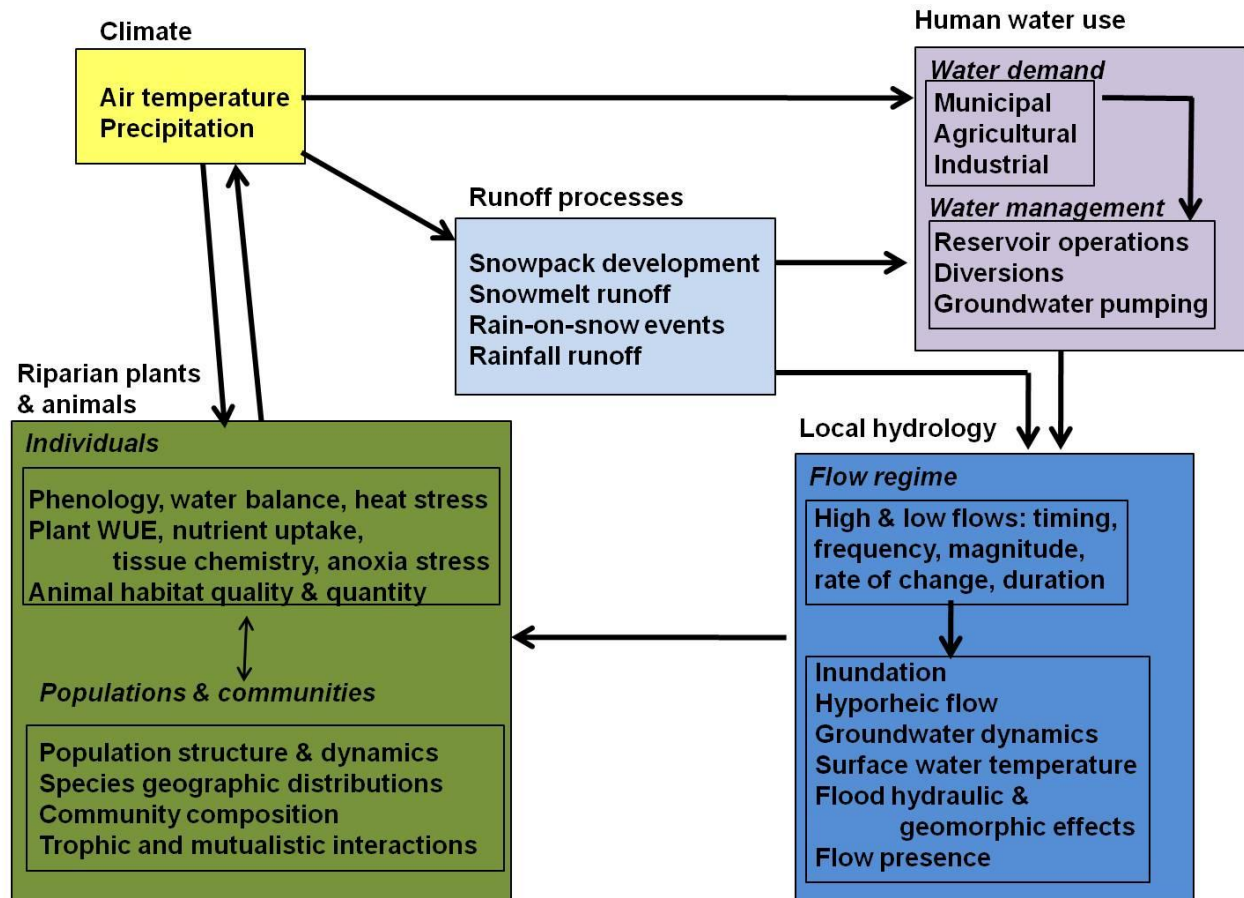 Climate
Air temperature
Precipitation
Human water use
Water demand
Municipal
Agricultural
Industrial
Water management
Reservoir operations
Diversions
Groundwater pumping
Runoff processes
Snowpack development
Snowmelt runoff
Rain-on-snow events
Rainfall runoff
Riparian plants
& animals
Individuals
Phenology, water balance, heat stress
Plant WUE, nutrient uptake,
tissue chemistry, anoxia stress
Animal habitat quality & quantity
Populations & communities
Population structure & dynamics
Species geographic distributions
Community composition
Trophic and mutualistic interactions
Local hydrology
Flow regime
High & low flows: timing,
frequency, magnitude,
rate of change, duration
Inundation
Hyporheic flow
Groundwater dynamics
Surface water temperature
Flood hydraulic &
geomorphic effects
Flow presence